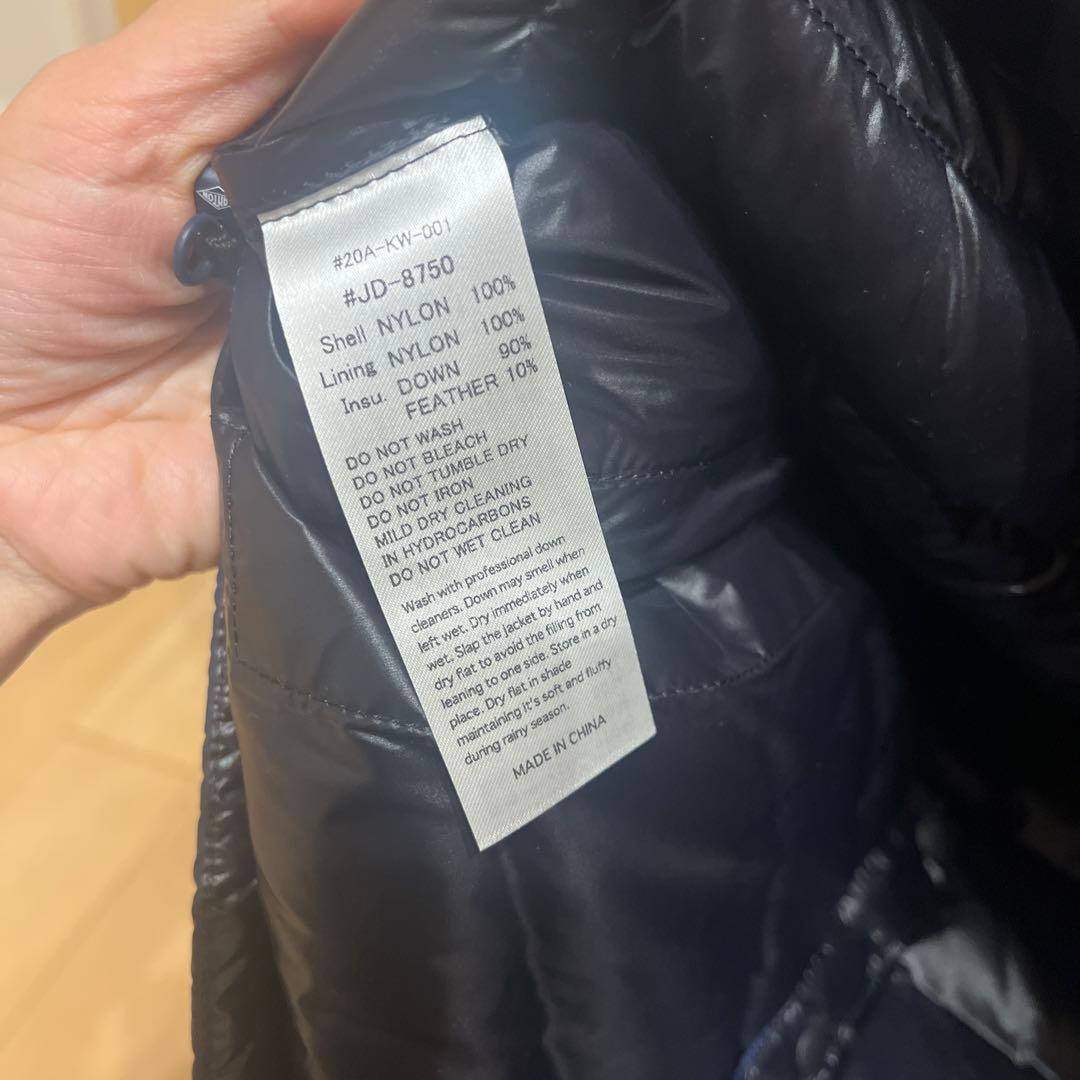 #20A-KW-001
#JD-8750
Shell NYLON 100%
Lining NYLON 100%
Insu. DOWN 90%
FEATHER 10%
DO NOT WASH
DO NOT BLEACH
DO NOT TUMBLE DRY
DO NOT IRON
MILD DRY CLEANING
IN HYDROCARBONS
DO NOT WET CLEAN
Wash with professional down
cleaners. Down may smell when
left wet. Dry immediately when
wet. Slap the jacket by hand and
dry flat to avoid the filing from
leaning to one side. Store in a dry
place. Dry flat in shade
maintaining it's soft and fluffy
during rainy season.
MADE IN CHINA